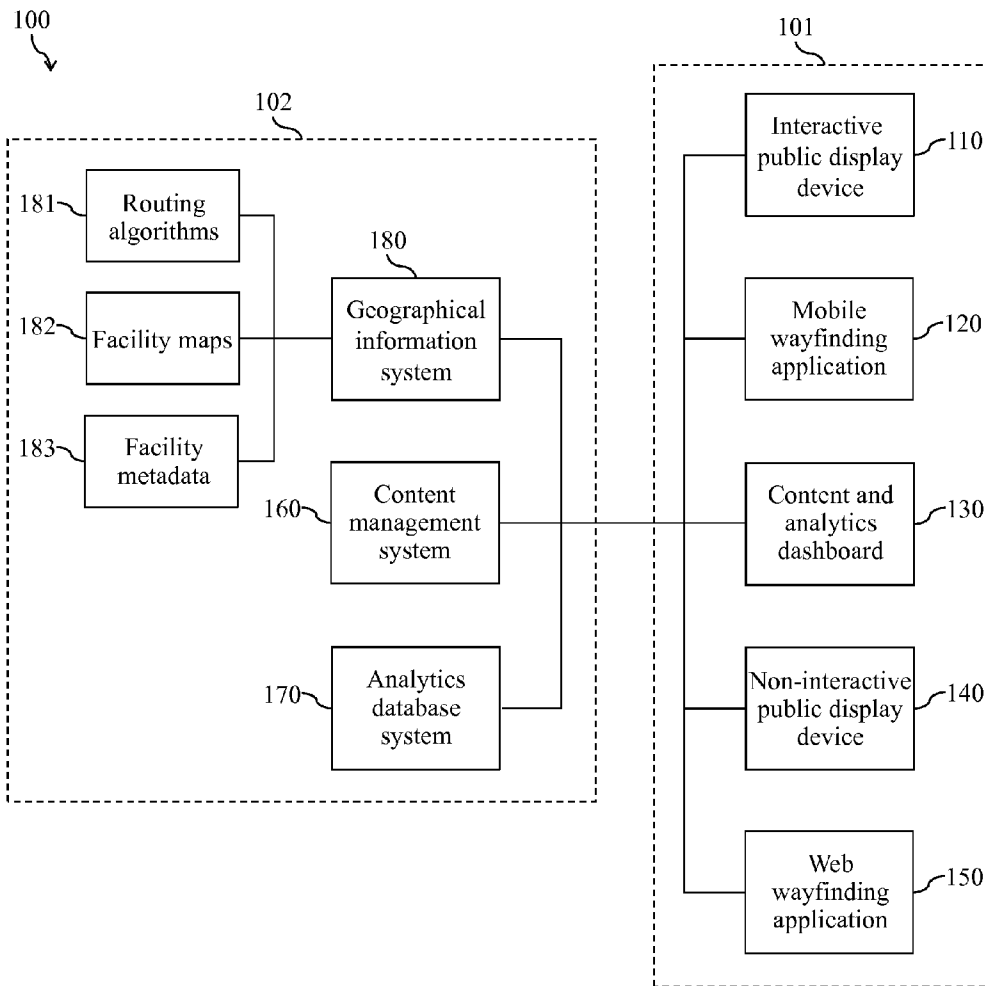 100
101
102
Interactive
public display
device
110
181
Routing
algorithms
180
182
Facility maps
Geographical
information
system
Mobile
wayfinding
application
120
183
Facility
metadata
160
Content
management
system
Content and
analytics
dashboard
130
170
Analytics
database
system
Non-interactive
public display
device
140
Web
wayfinding
application
150